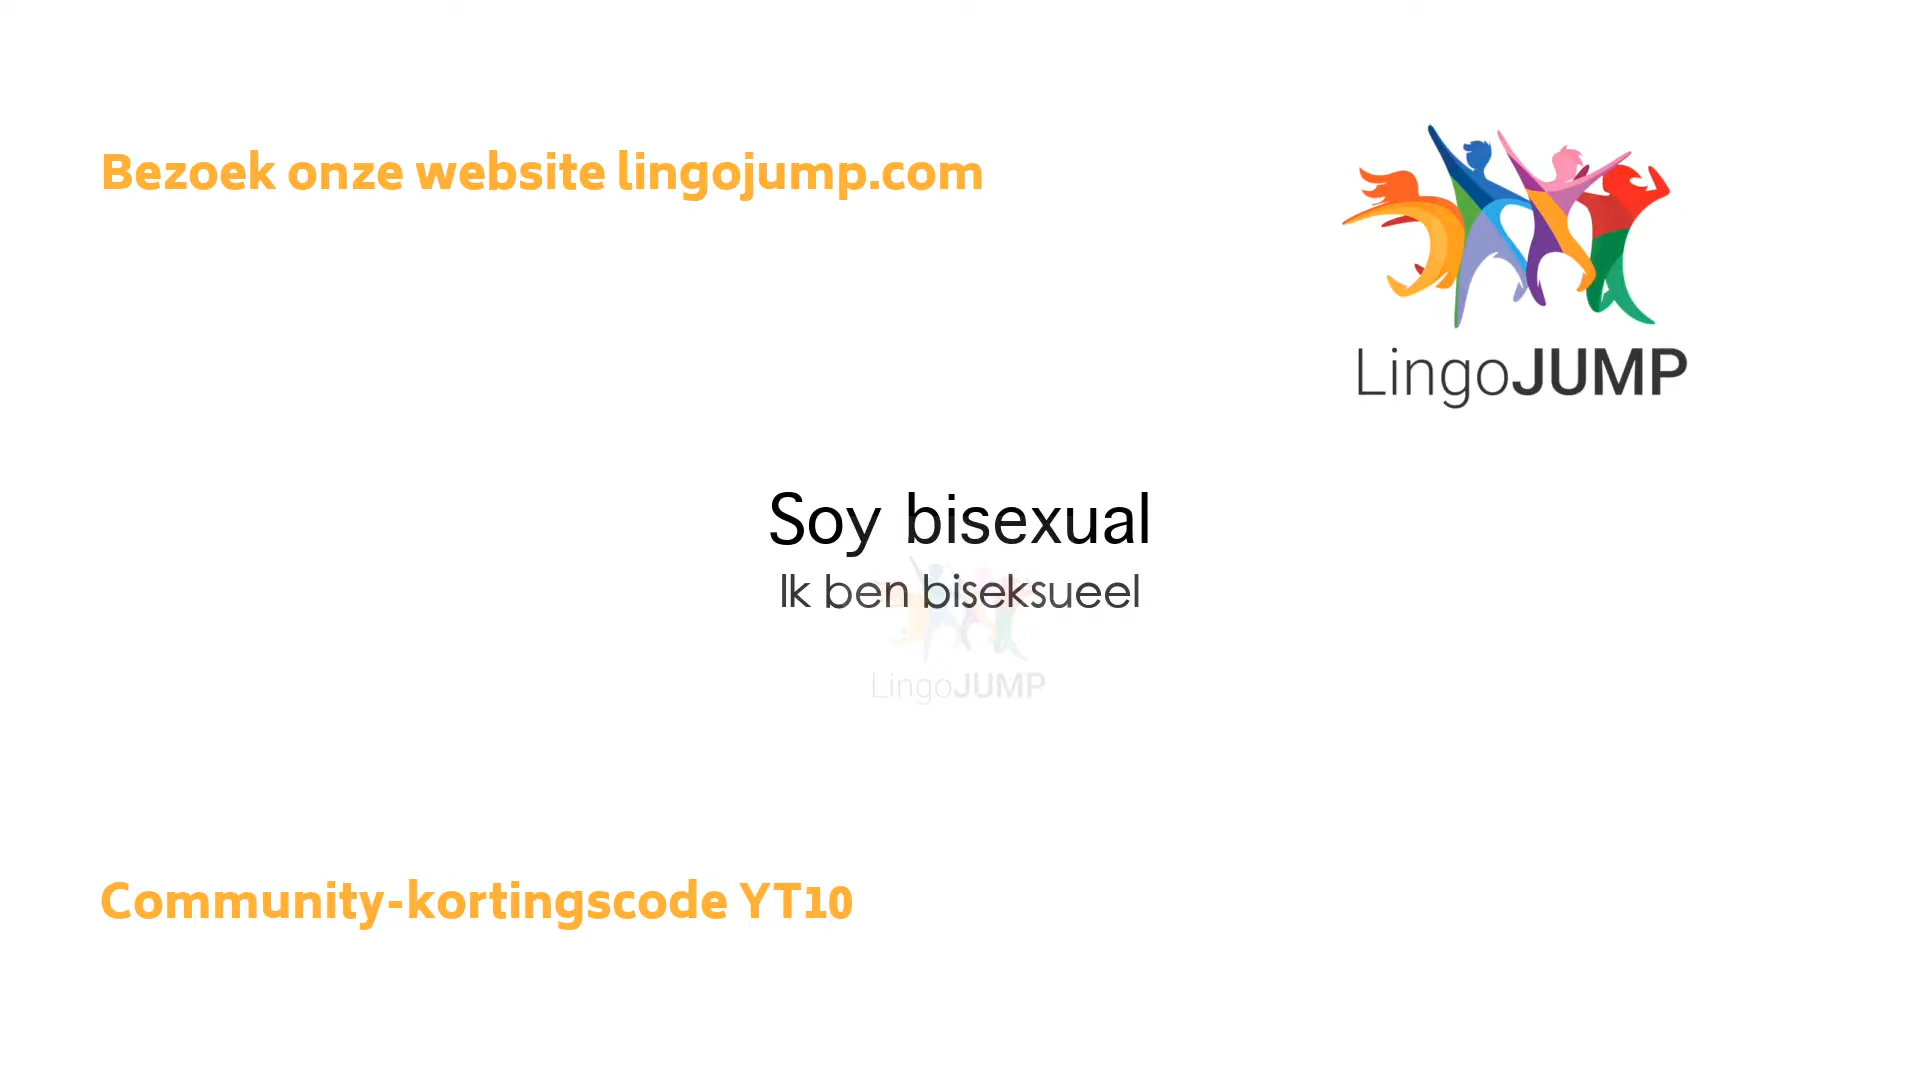 Bezoek onze website lingojump.com
LingoJUMP
Soy bisexual
Ik ben biseksueel
LingoJUMP
Community-kortingscode YT10